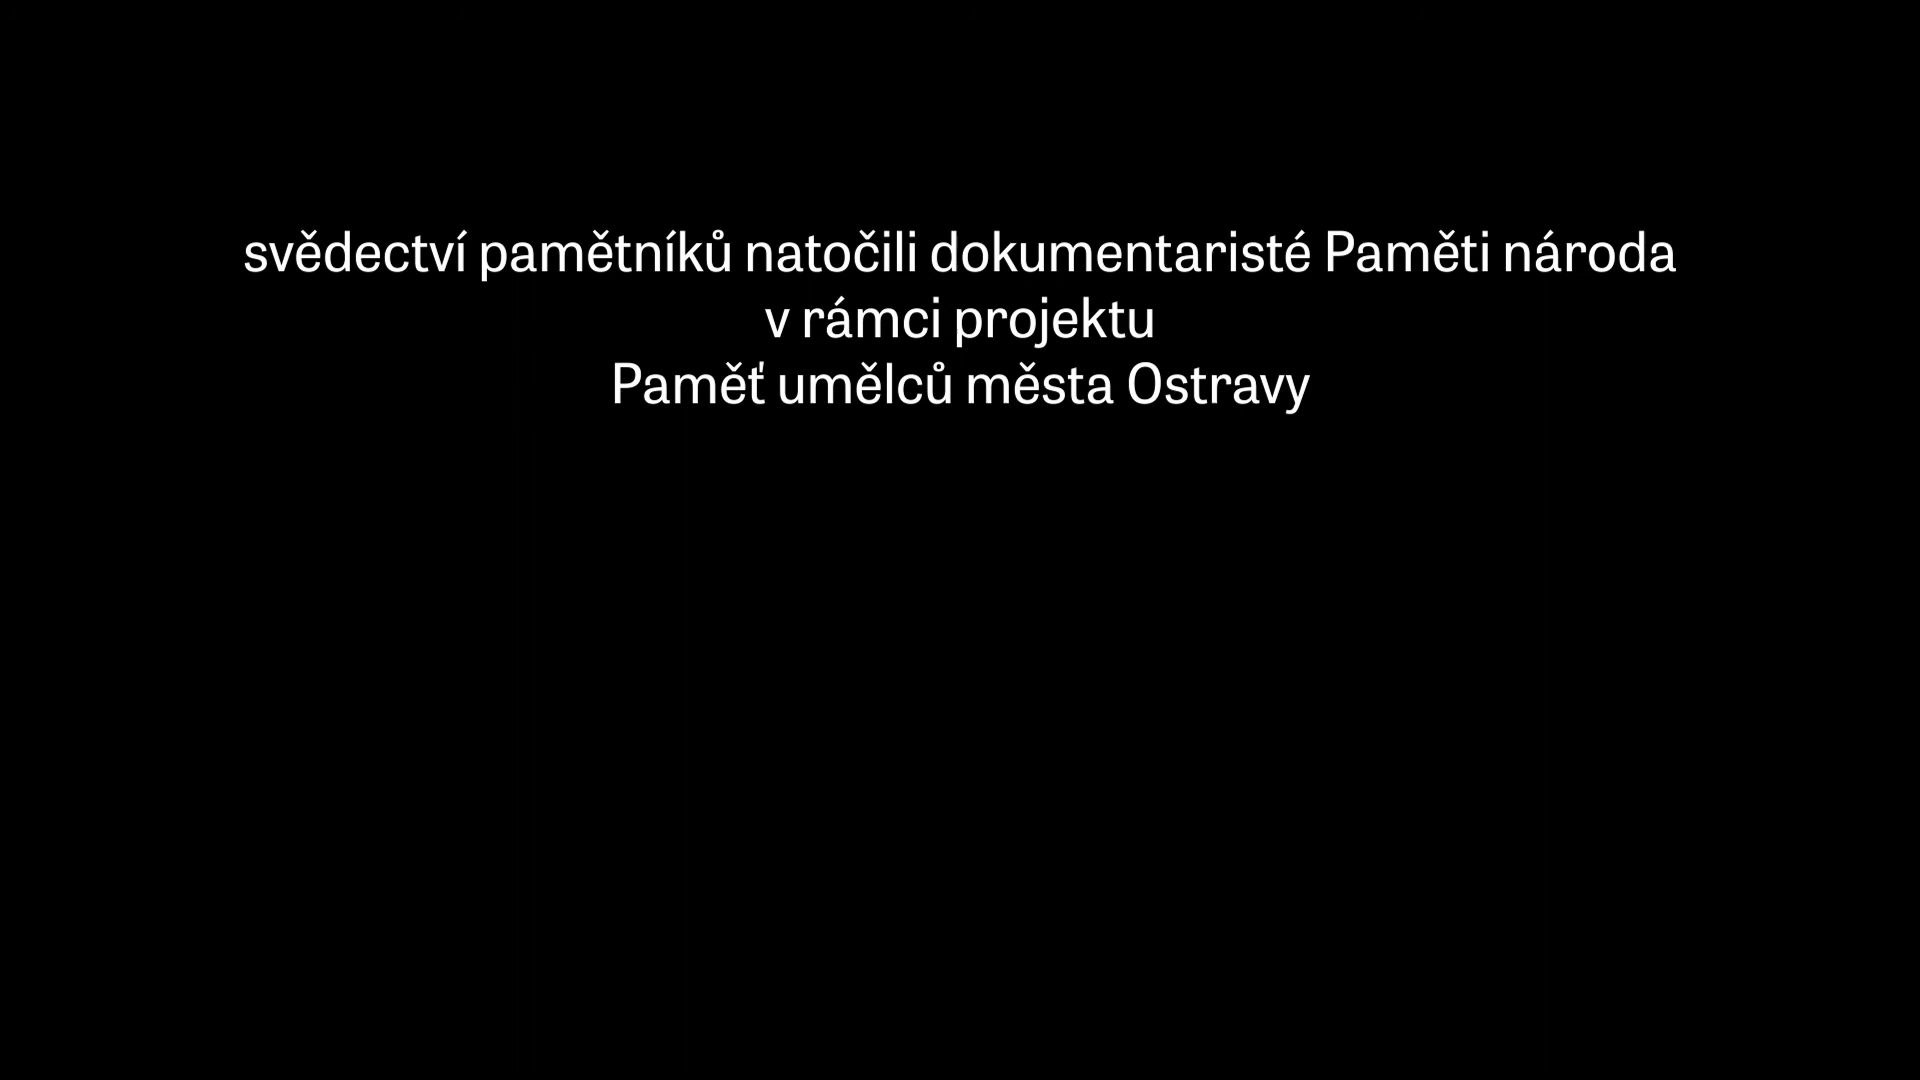 svědectví pamětníků natočili dokumentaristé Paměti národa
v rámci projektu
Paměť umělců města Ostravy